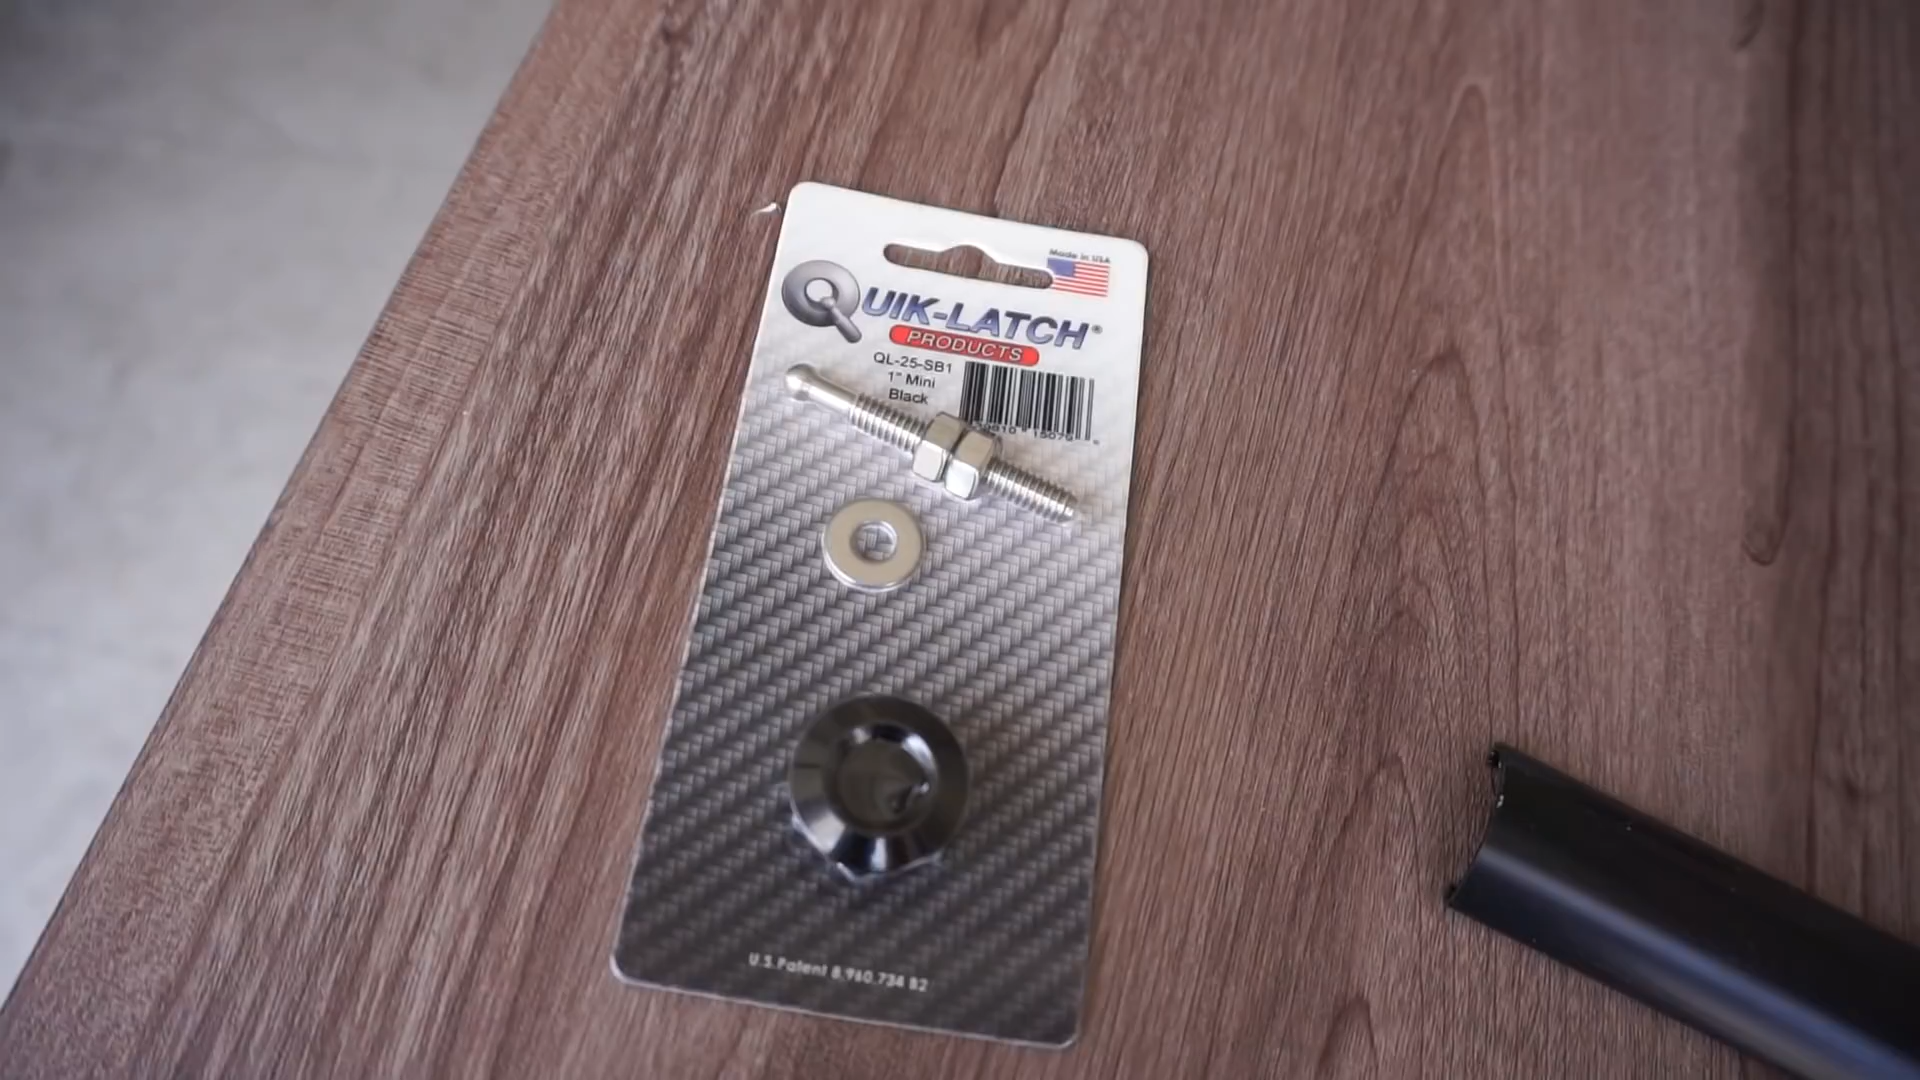 Made in USA
QUIK-LATCH®
PRODUCTS
QL-25-SB1
1" Mini
Black
U.S. Patent 8,960,734 B2